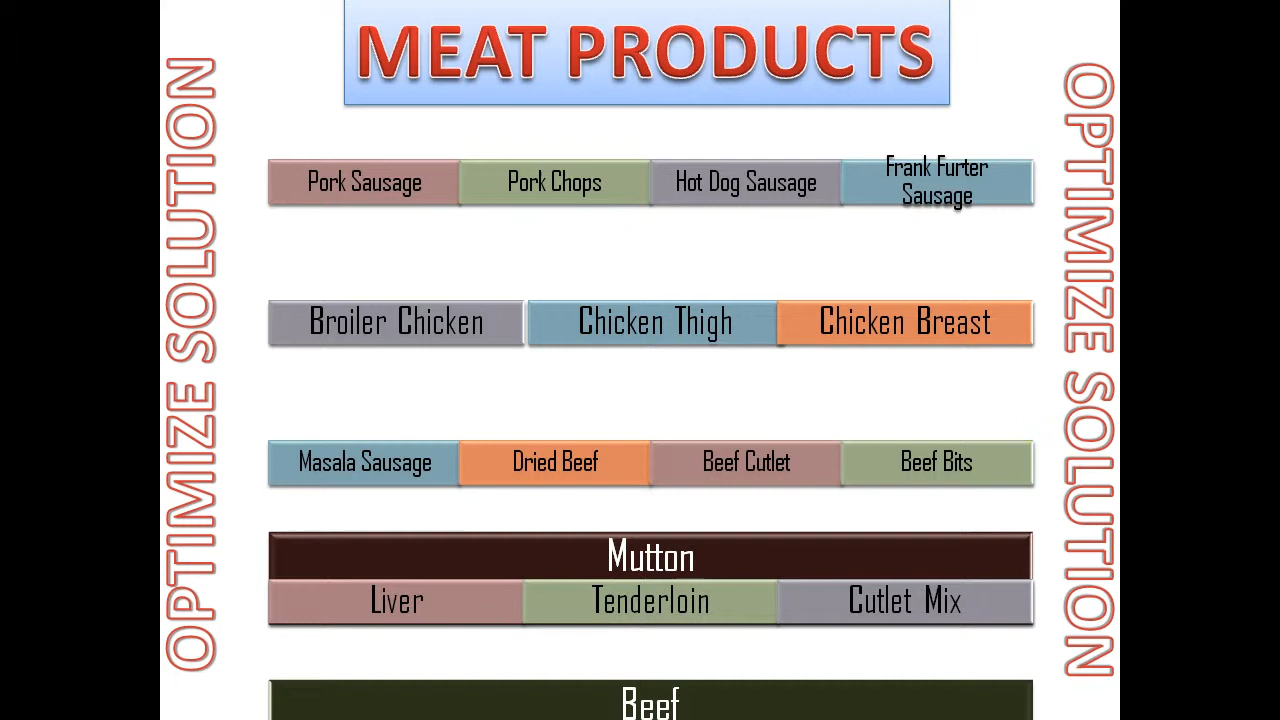 MEAT PRODUCTS
OPTIMIZE SOLUTION
OPTIMIZE SOLUTION
Pork Sausage Pork Chops Hot Dog Sausage Frank Furter
Sausage
Broiler Chicken Chicken Thigh Chicken Breast
Masala Sausage Dried Beef Beef Cutlet Beef Bits
Mutton
Liver Tenderloin Cutlet Mix
Beef